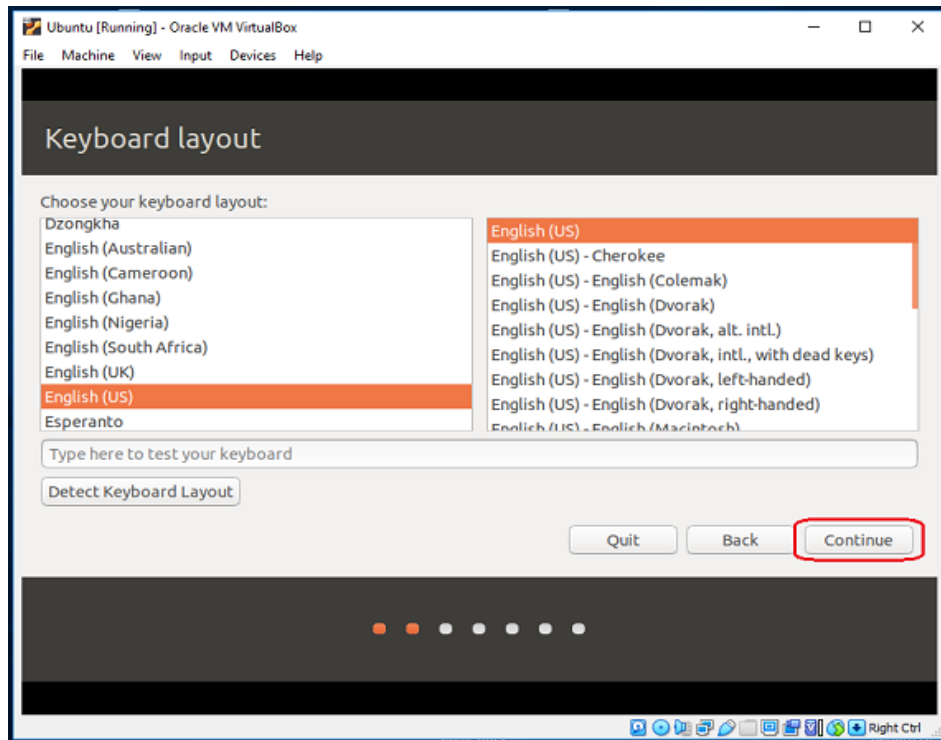 Ubuntu [Running] - Oracle VM VirtualBox
File Machine View Input Devices Help
Keyboard layout
Choose your keyboard layout:
Dzongkha
English (Australian)
English (Cameroon)
English (Ghana)
English (Nigeria)
English (South Africa)
English (UK)
English (US)
Esperanto
English (US)
English (US) - Cherokee
English (US) - English (Colemak)
English (US) - English (Dvorak)
English (US) - English (Dvorak, alt. intl.)
English (US) - English (Dvorak, intl., with dead keys)
English (US) - English (Dvorak, left-handed)
English (US) - English (Dvorak, right-handed)
English (US) - English (Macintosh)
Type here to test your keyboard
Detect Keyboard Layout
Quit Back Continue
Right Ctrl